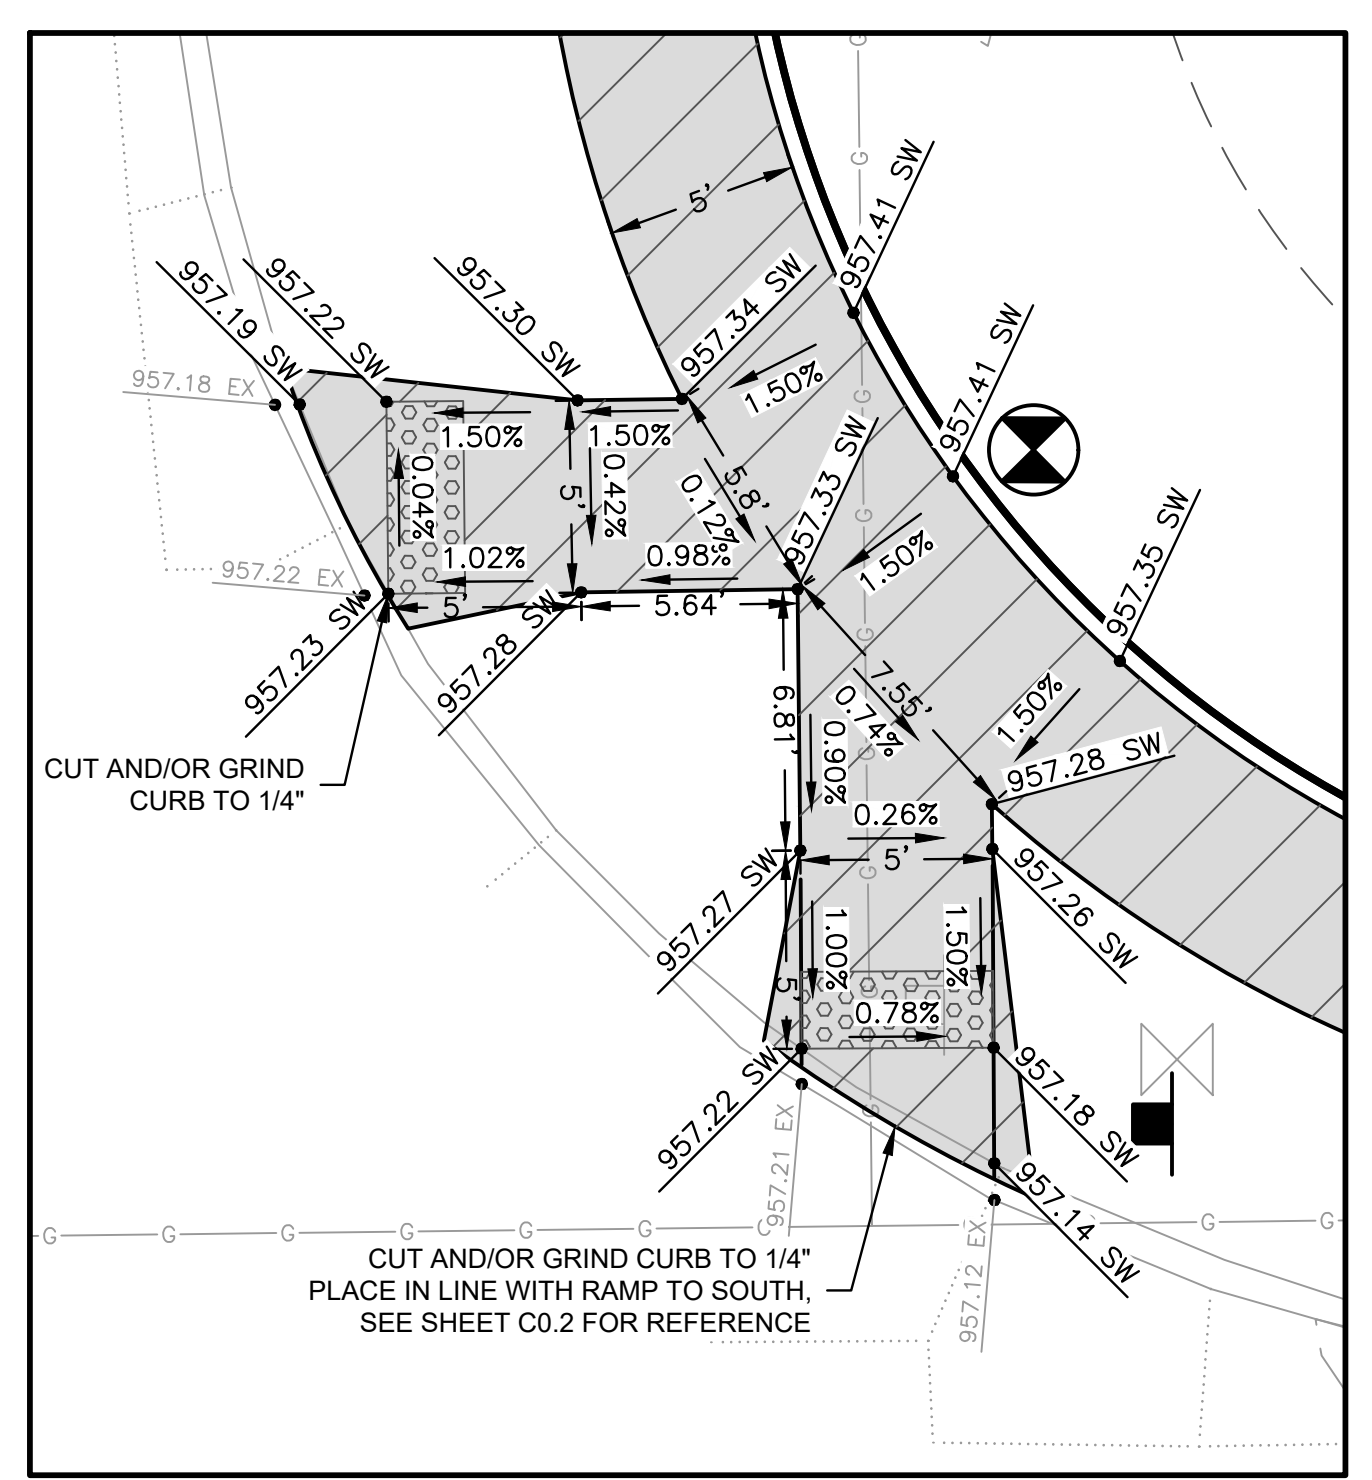 G
957.41 SW
G
5'
957.19 SW
957.22 SW
957.30 SW
957.34 SW
957.41 SW
957.18 EX
1.50%
1.50%
1.50%
5'
0.42%
5.8'
0.12%
957.33 SW
G
957.35 SW
0.04%
1.02%
0.98%
1.50%
957.22 EX
5'
5.64'
957.23 SW
957.28 SW
G
6.81'
7.55'
0.74%
1.50%
957.28 SW
CUT AND/OR GRIND
CURB TO 1/4"
0.90%
G
0.26%
5'
957.27 SW
G
957.26 SW
1.00%
1.50%
5'
G
0.78%
957.22 SW
957.18 SW
G
957.21 EX
957.14 SW
957.12 EX
G
G
G
G
G
G
G
G
G
CUT AND/OR GRIND CURB TO 1/4"
PLACE IN LINE WITH RAMP TO SOUTH,
SEE SHEET C0.2 FOR REFERENCE